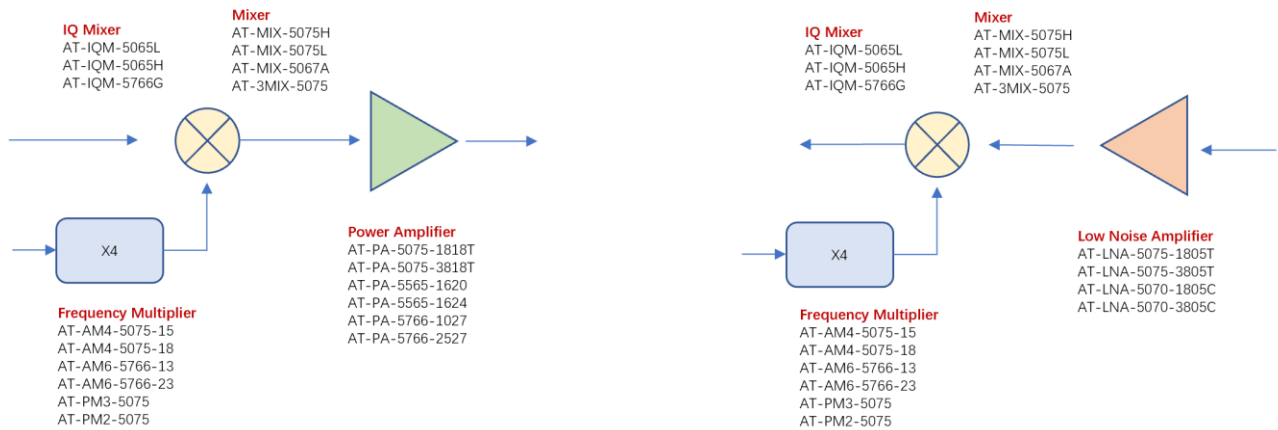 IQ Mixer
AT-IQM-5065L
AT-IQM-5065H
AT-IQM-5766G
Mixer
AT-MIX-5075H
AT-MIX-5075L
AT-MIX-5067A
AT-3MIX-5075
X4
Frequency Multiplier
AT-AM4-5075-15
AT-AM4-5075-18
AT-AM6-5766-13
AT-AM6-5766-23
AT-PM3-5075
AT-PM2-5075
Power Amplifier
AT-PA-5075-1818T
AT-PA-5075-3818T
AT-PA-5565-1620
AT-PA-5565-1624
AT-PA-5766-1027
AT-PA-5766-2527
IQ Mixer
AT-IQM-5065L
AT-IQM-5065H
AT-IQM-5766G
Mixer
AT-MIX-5075H
AT-MIX-5075L
AT-MIX-5067A
AT-3MIX-5075
X4
Frequency Multiplier
AT-AM4-5075-15
AT-AM4-5075-18
AT-AM6-5766-13
AT-AM6-5766-23
AT-PM3-5075
AT-PM2-5075
Low Noise Amplifier
AT-LNA-5075-1805T
AT-LNA-5075-3805T
AT-LNA-5070-1805C
AT-LNA-5070-3805C